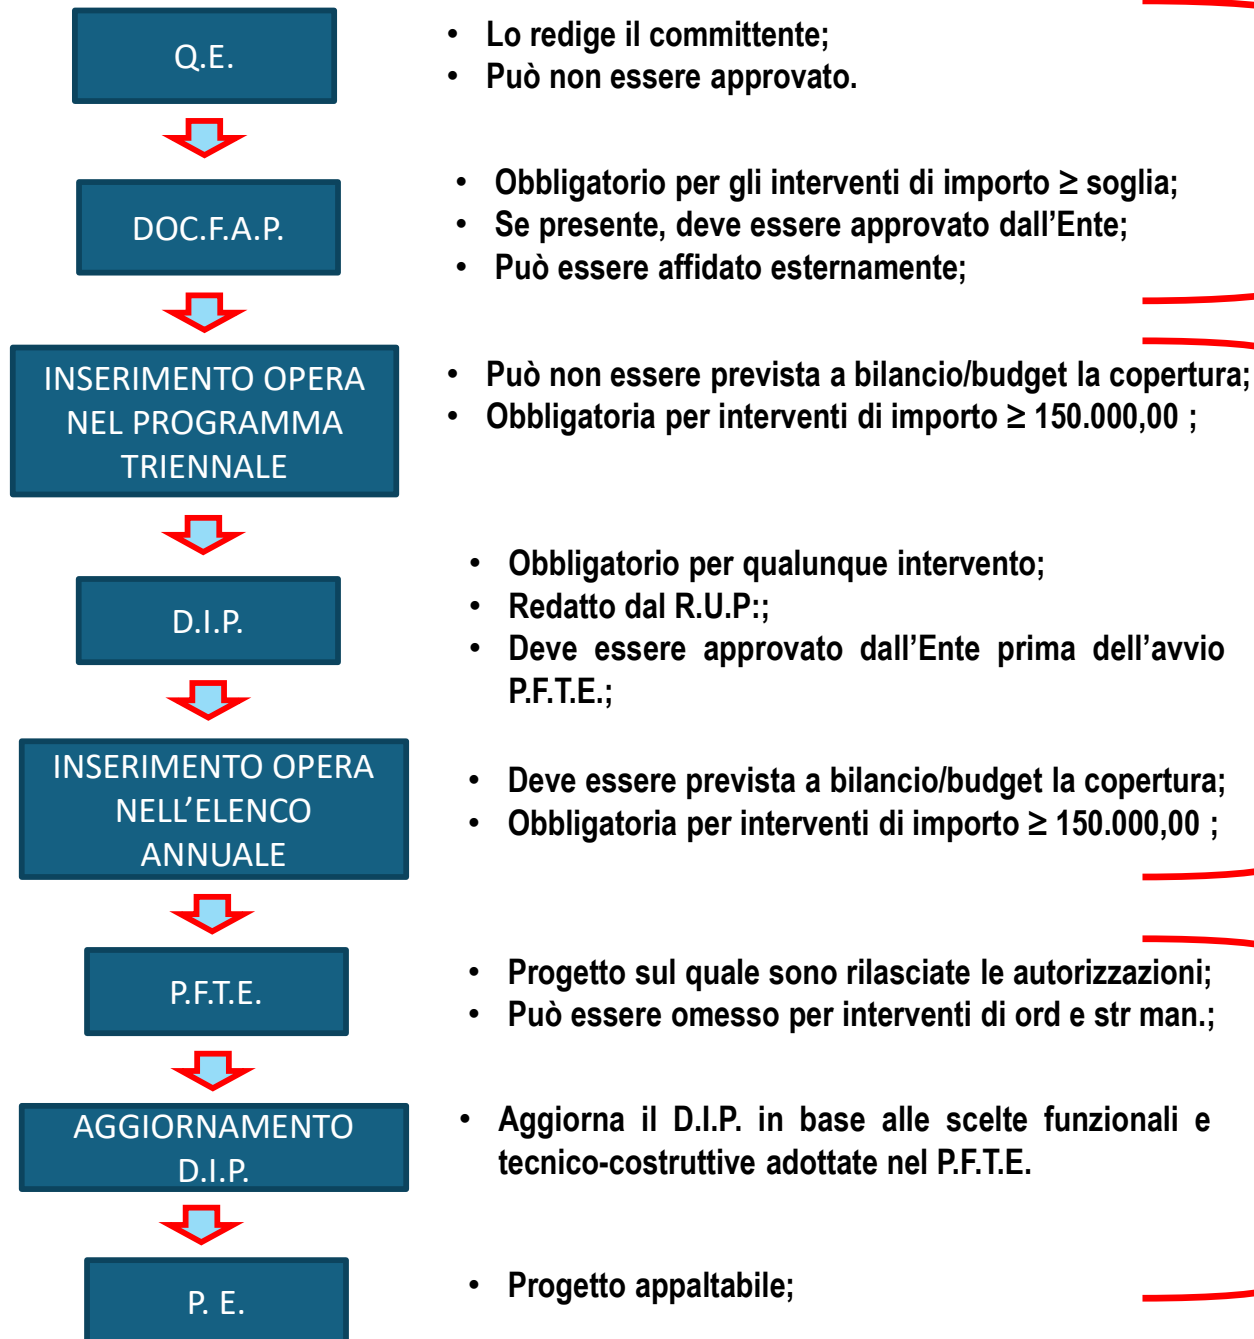 Q.E.
• Lo redige il committente;
• Può non essere approvato.
DOC.F.A.P.
• Obbligatorio per gli interventi di importo ≥ soglia;
• Se presente, deve essere approvato dall’Ente;
• Può essere affidato esternamente;
INSERIMENTO OPERA
NEL PROGRAMMA
TRIENNALE
• Può non essere prevista a bilancio/budget la copertura;
• Obbligatoria per interventi di importo ≥ 150.000,00 ;
D.I.P.
• Obbligatorio per qualunque intervento;
• Redatto dal R.U.P:;
• Deve essere approvato dall’Ente prima dell’avvio
P.F.T.E.;
INSERIMENTO OPERA
NELL’ELENCO
ANNUALE
• Deve essere prevista a bilancio/budget la copertura;
• Obbligatoria per interventi di importo ≥ 150.000,00 ;
P.F.T.E.
• Progetto sul quale sono rilasciate le autorizzazioni;
• Può essere omesso per interventi di ord e str man.;
AGGIORNAMENTO
D.I.P.
• Aggiorna il D.I.P. in base alle scelte funzionali e
tecnico-costruttive adottate nel P.F.T.E.
P. E.
• Progetto appaltabile;